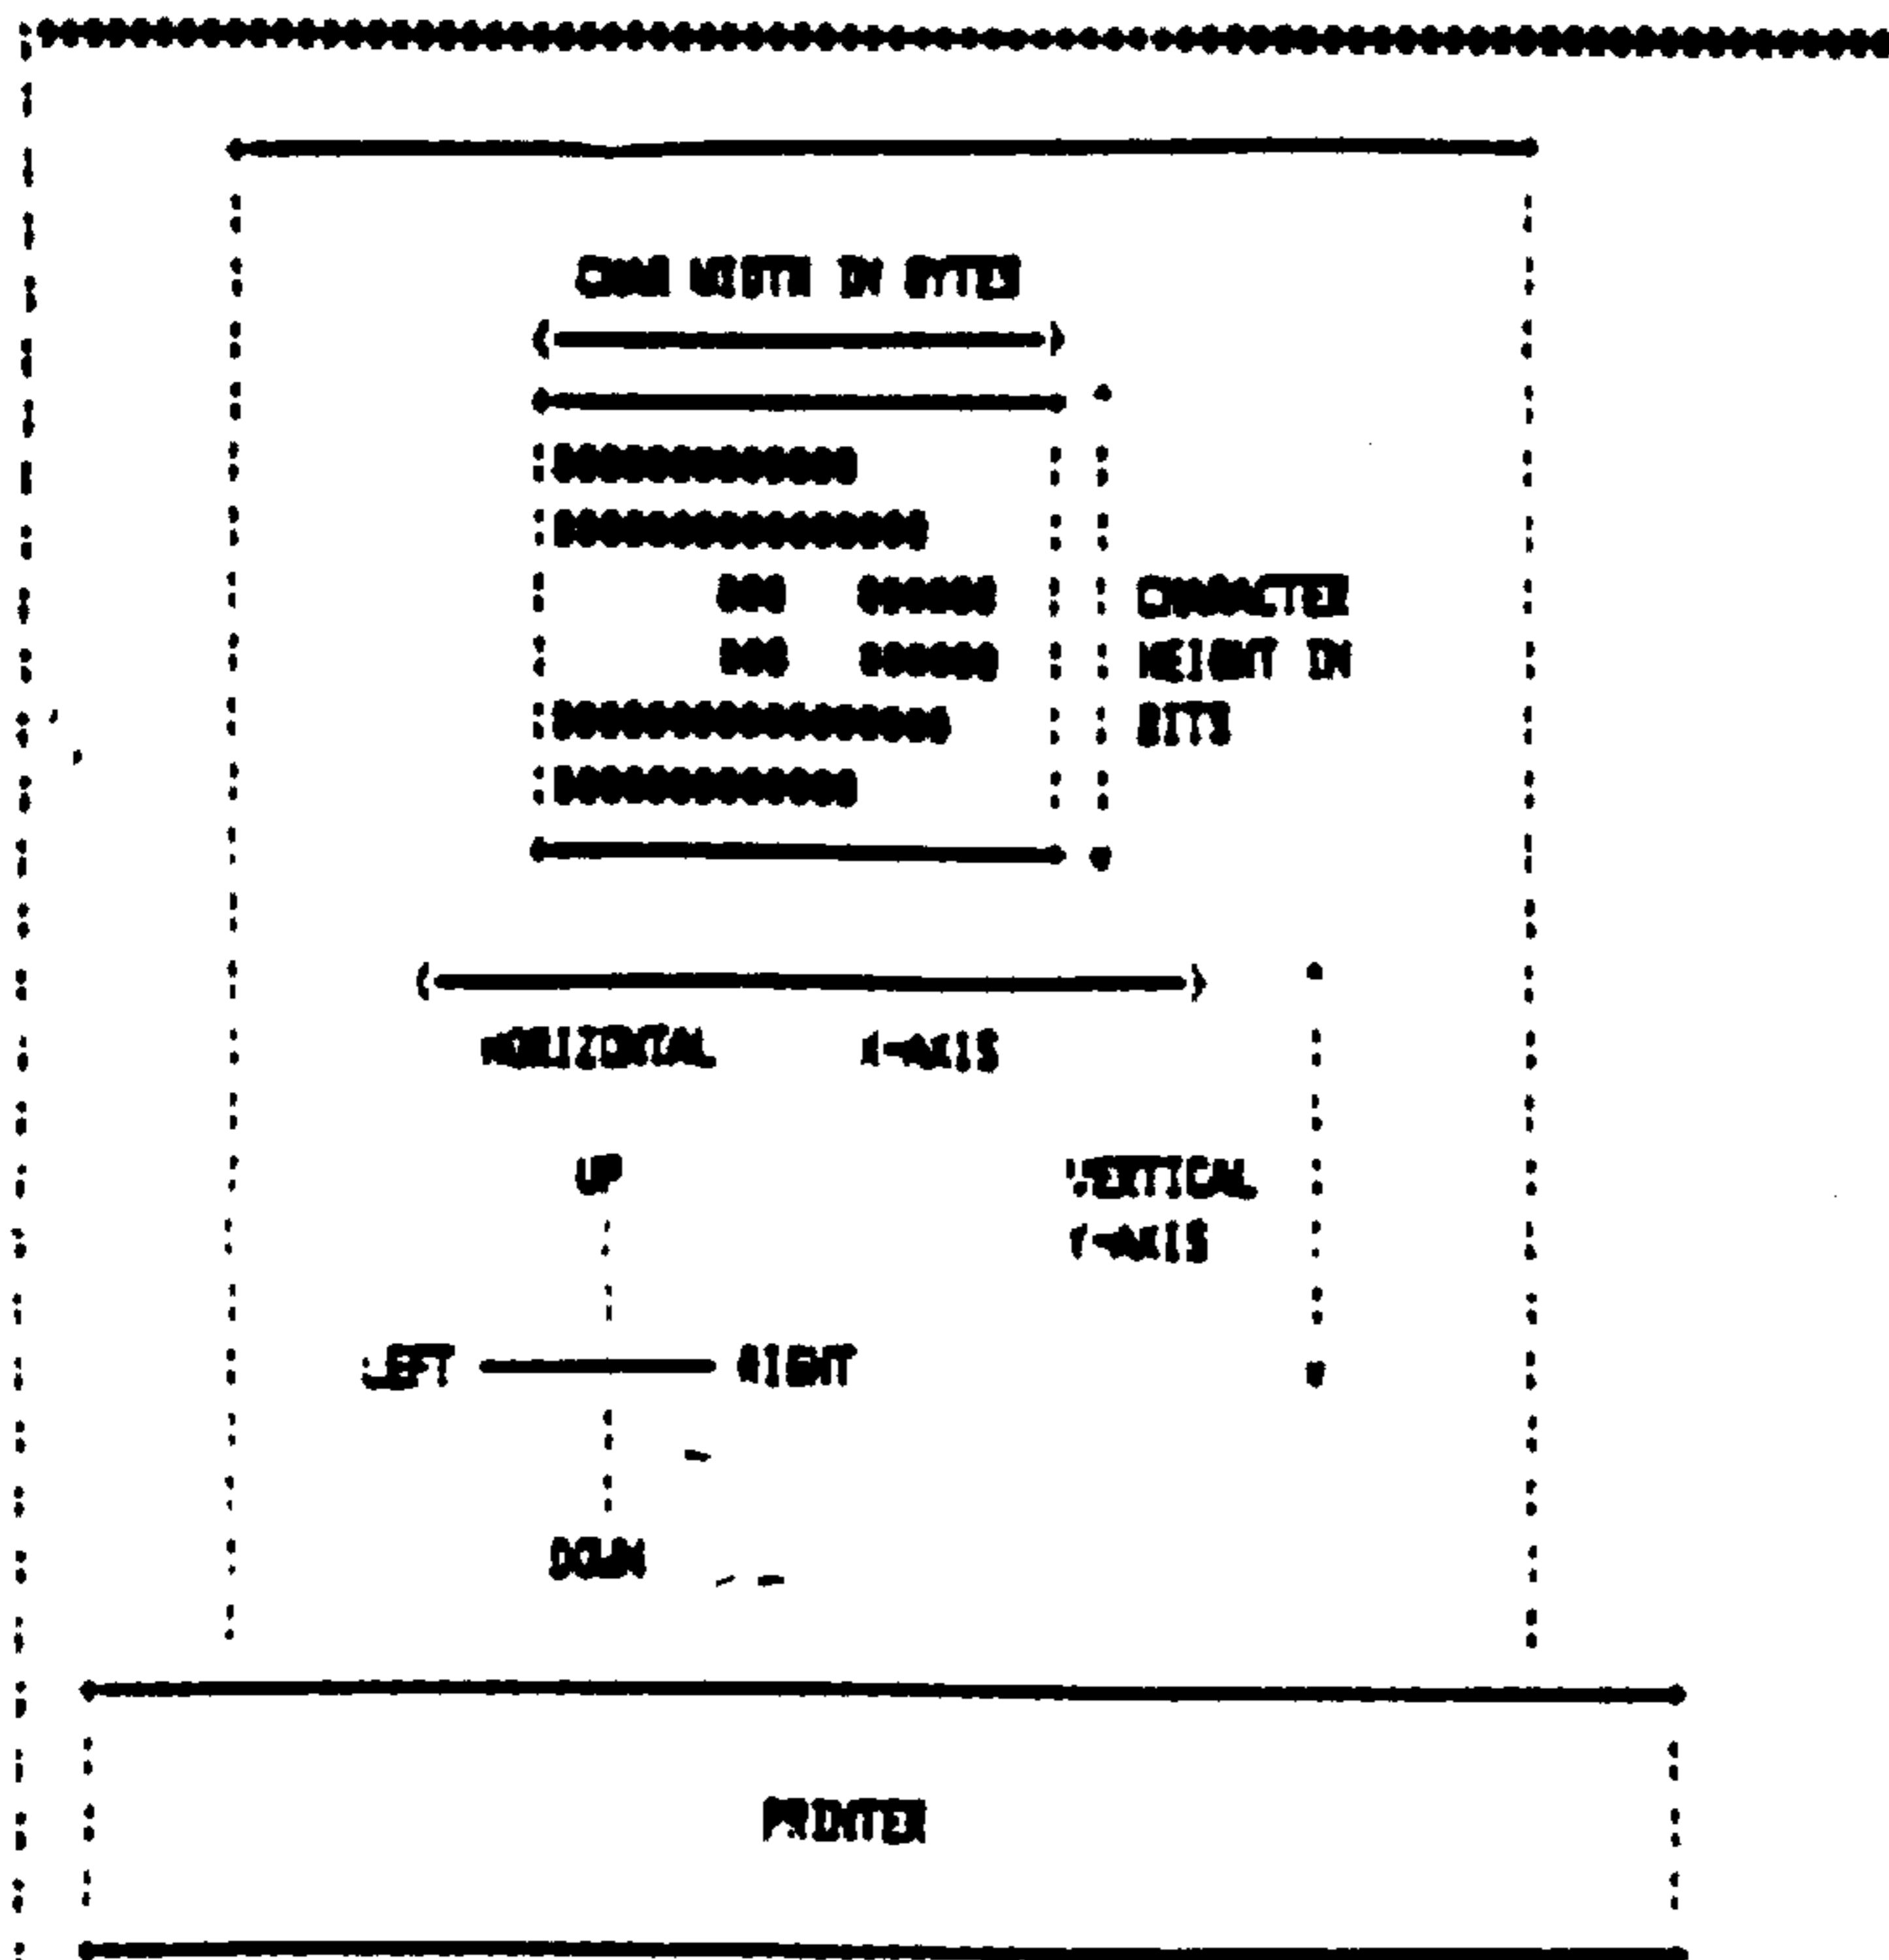 CHAR WIDTH IN BYTES
CHARACTER
HEIGHT IN
BITS
HORIZONTAL X-AXIS
UP
VERTICAL
Y-AXIS
LEFT RIGHT
DOWN
PRINTER